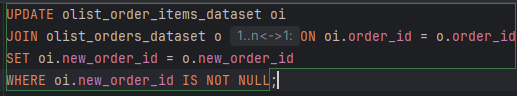 UPDATE olist_order_items_dataset oi
JOIN olist_orders_dataset o 1..n<->1: ON oi.order_id = o.order_id
SET oi.new_order_id = o.new_order_id
WHERE oi.new_order_id IS NOT NULL;